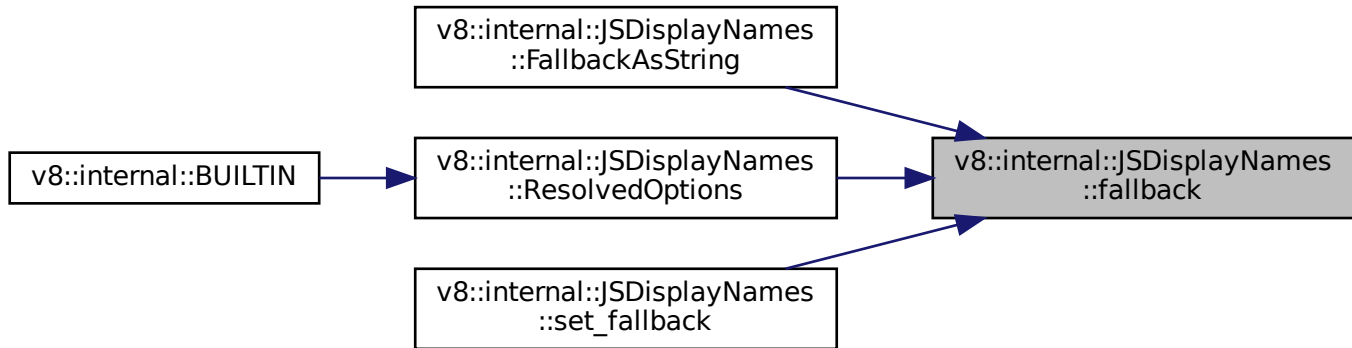 v8::internal::JSDisplayNames
::FallbackAsString
v8::internal::BUILTIN
v8::internal::JSDisplayNames
::ResolvedOptions
v8::internal::JSDisplayNames
::fallback
v8::internal::JSDisplayNames
::set_fallback